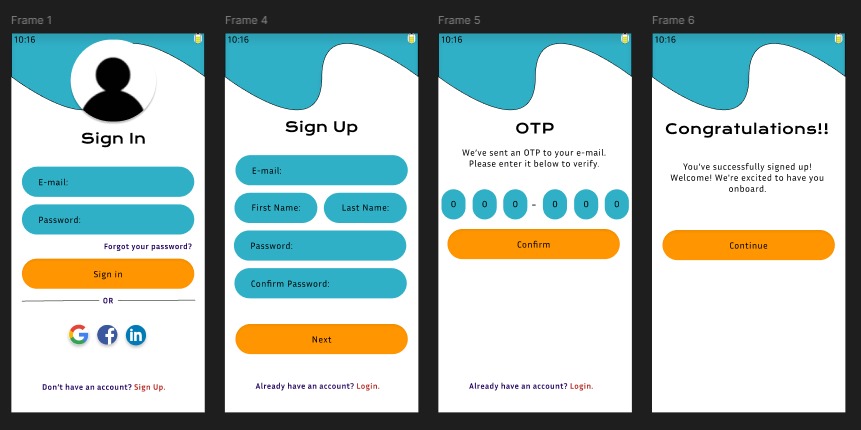 Frame 1
10:16
Sign In
E-mail:
Password:
Forgot your password?
Sign in
OR
G f in
Don't have an account? Sign Up.
Frame 4
10:16
Sign Up
E-mail:
First Name: Last Name:
Password:
Confirm Password:
Next
Already have an account? Login.
Frame 5
10:16
OTP
We've sent an OTP to your e-mail.
Please enter it below to verify.
0 0 0 - 0 0 0
Confirm
Already have an account? Login.
Frame 6
10:16
Congratulations!!
You've successfully signed up!
Welcome! We're excited to have you
onboard.
Continue